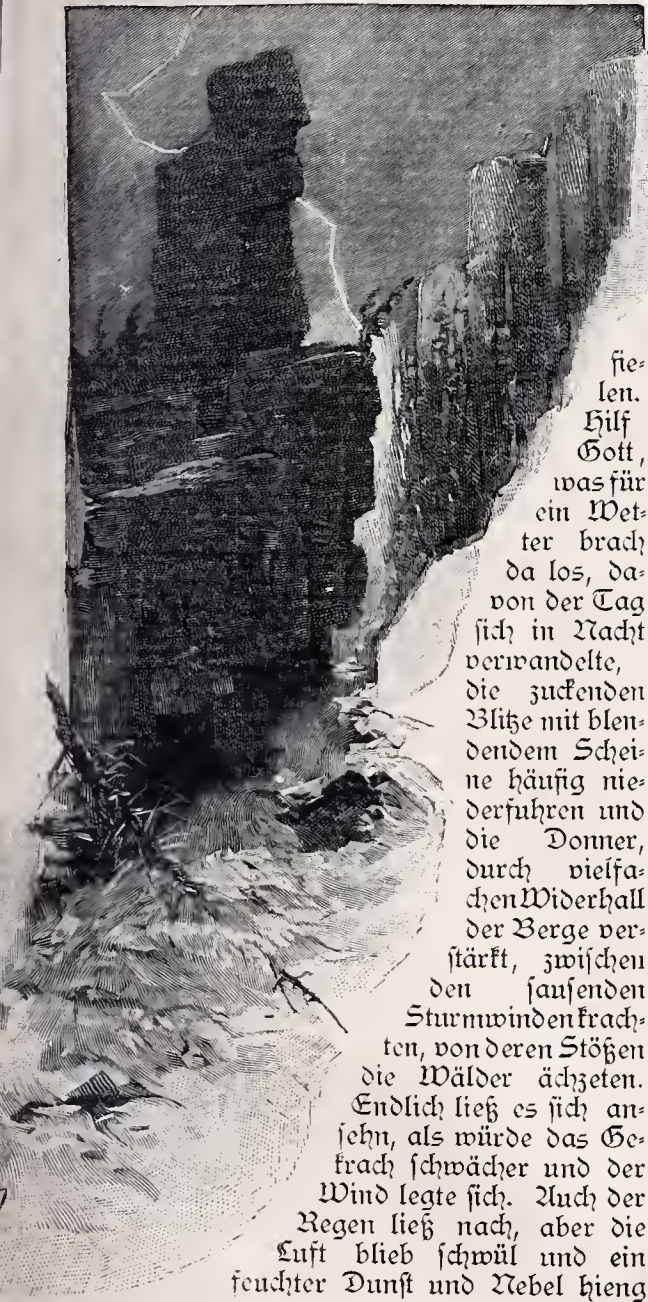 fie-
len.
Hilf
Gott,
was für
ein Wet-
ter brach
da los, da-
von der Tag
sich in Nacht
verwandelte,
die zuckenden
Blitze mit blen-
dendem Schei-
ne häufig nie-
derfuhren und
die Donner,
durch vielfa-
chen Widerhall
der Berge ver-
stärkt, zwischen
den sausenden
Sturmwinden krach-
ten, von deren Stößen
die Wälder ächzeten.
Endlich ließ es sich an-
sehn, als würde das Ge-
krach schwächer und der
Wind legte sich. Auch der
Regen ließ nach, aber die
Luft blieb schwül und ein
feuchter Dunst und Nebel hieng